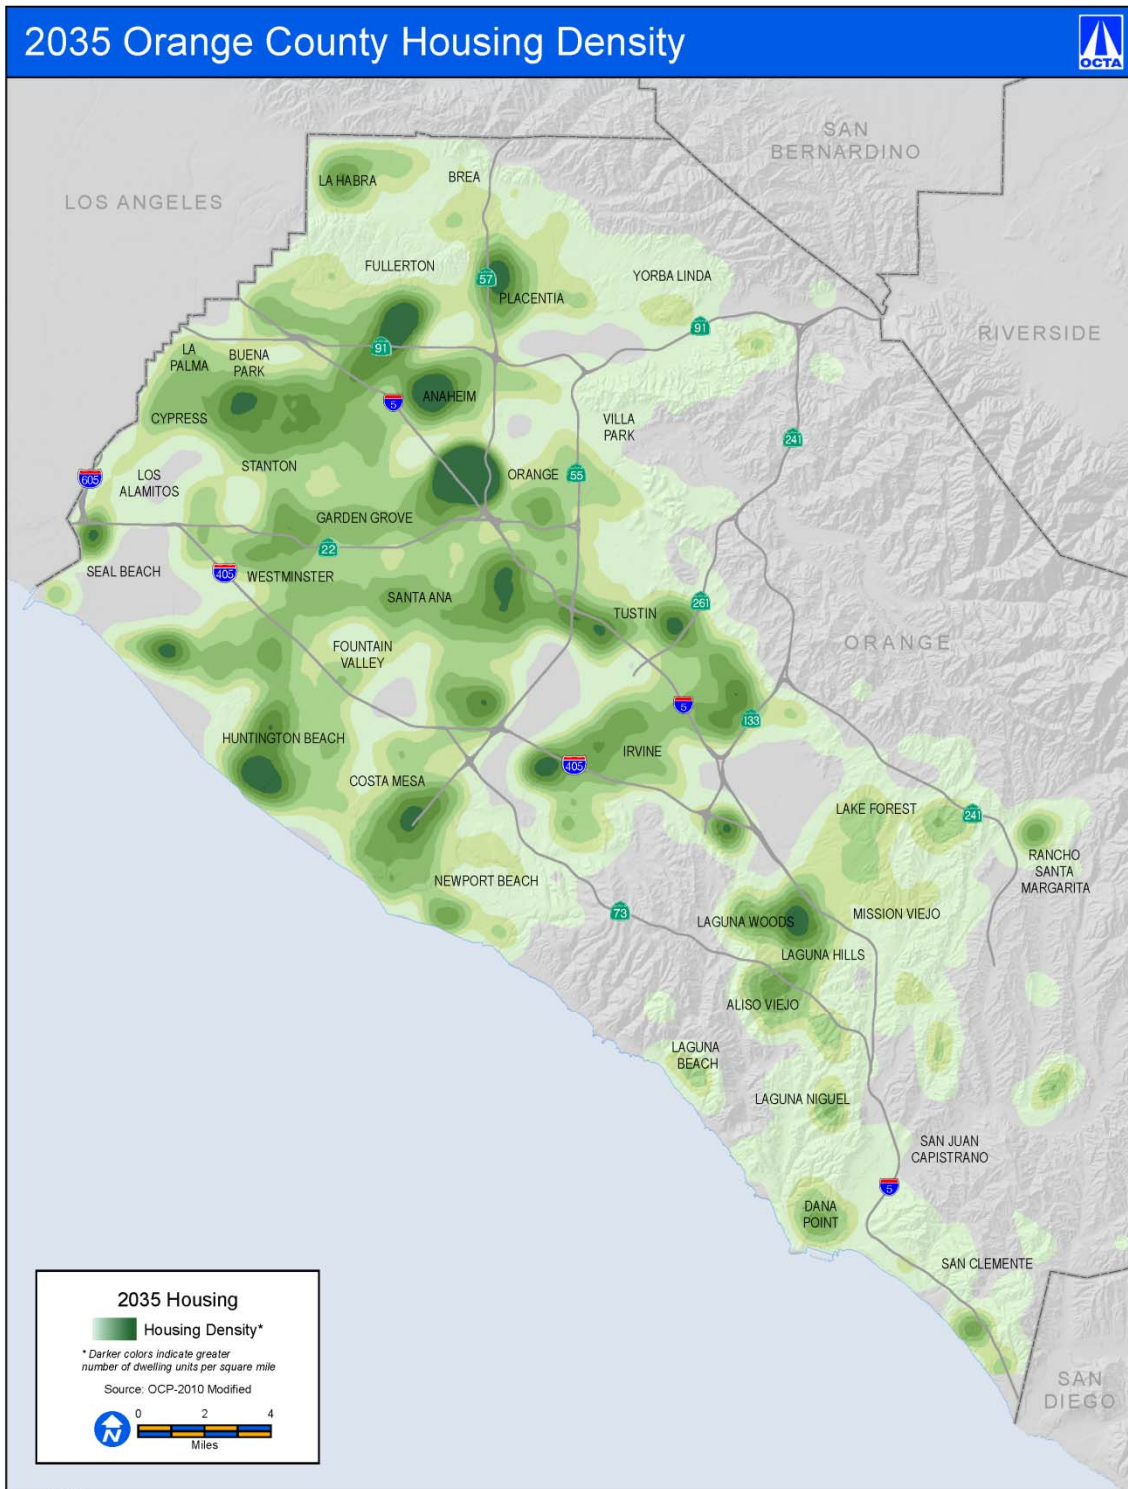 2035 Orange County Housing Density
OCTA
SAN
BERNARDINO
LOS ANGELES
LA HABRA
BREA
FULLERTON
57
YORBA LINDA
PLACENTIA
91
RIVERSIDE
LA
PALMA
BUENA
PARK
91
5
ANAHEIM
CYPRESS
VILLA
PARK
241
STANTON
605
LOS
ALAMITOS
ORANGE
55
GARDEN GROVE
22
SEAL BEACH
405
WESTMINSTER
SANTA ANA
TUSTIN
261
ORANGE
FOUNTAIN
VALLEY
5
133
HUNTINGTON BEACH
IRVINE
405
COSTA MESA
LAKE FOREST
241
RANCHO
SANTA
MARGARITA
NEWPORT BEACH
73
LAGUNA WOODS
MISSION VIEJO
LAGUNA HILLS
ALISO VIEJO
LAGUNA
BEACH
LAGUNA NIGUEL
SAN JUAN
CAPISTRANO
5
DANA
POINT
SAN CLEMENTE
SAN
DIEGO
2035 Housing
Housing Density*
* Darker colors indicate greater
number of dwelling units per square mile
Source: OCP-2010 Modified
N
0 2 4
Miles